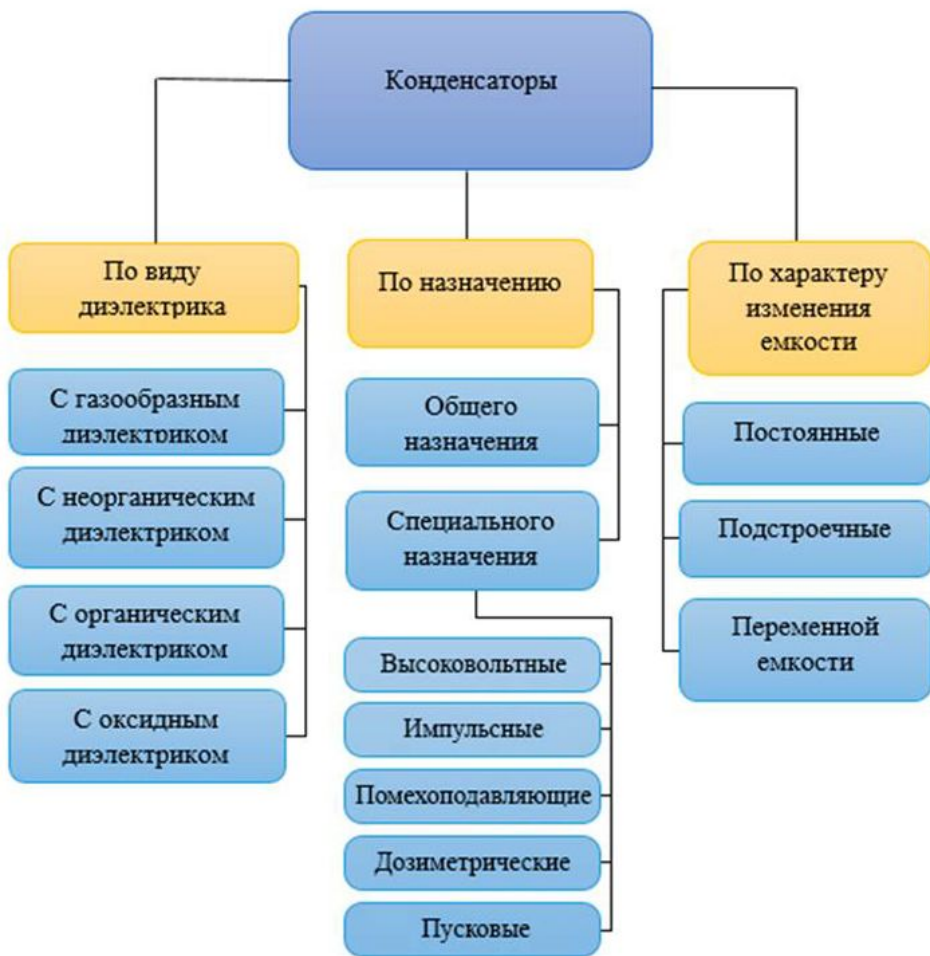 Конденсаторы
По виду
диэлектрика
С газообразным
диэлектриком
С неорганическим
диэлектриком
С органическим
диэлектриком
С оксидным
диэлектриком
По назначению
Общего
назначения
Специального
назначения
Высоковольтные
Импульсные
Помехоподавляющие
Дозиметрические
Пусковые
По характеру
изменения
емкости
Постоянные
Подстроечные
Переменной
емкости